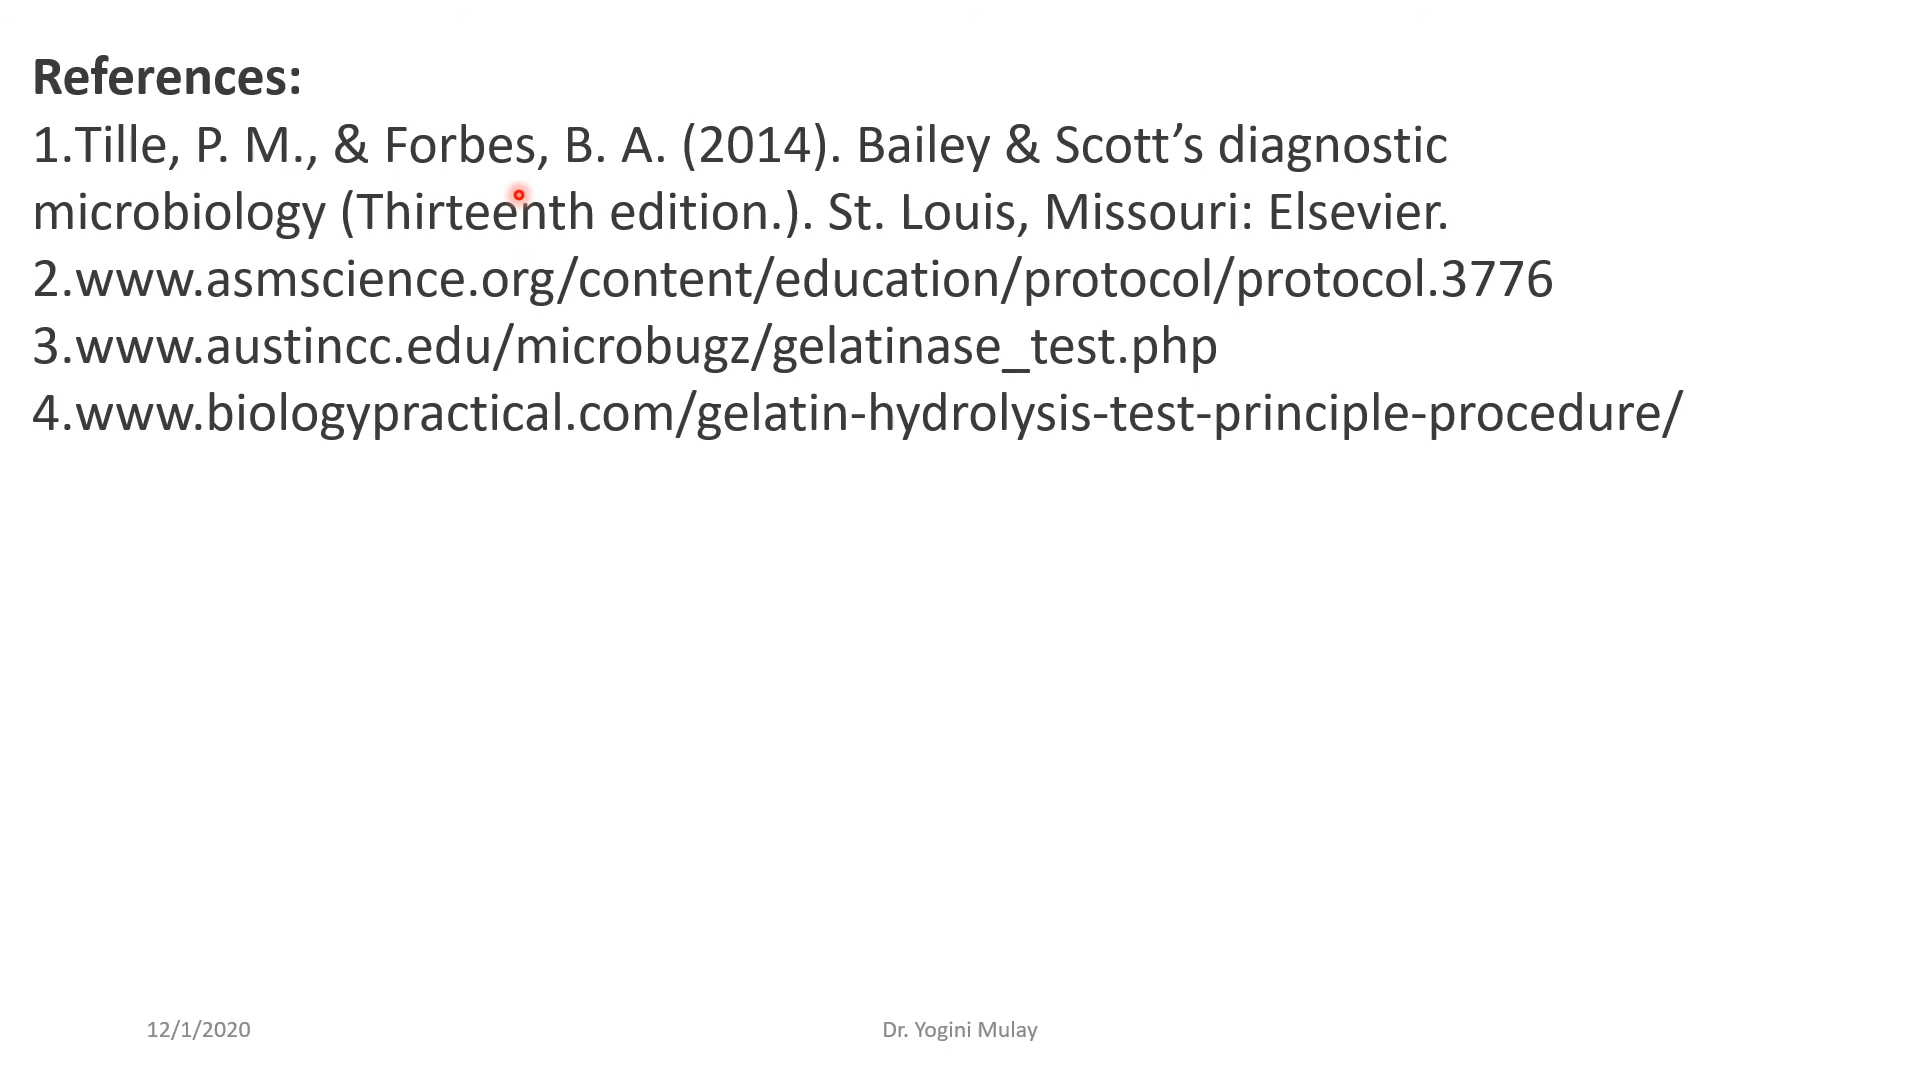 References:
1.Tille, P. M., & Forbes, B. A. (2014). Bailey & Scott’s diagnostic
microbiology (Thirteenth edition.). St. Louis, Missouri: Elsevier.
2.www.asmscience.org/content/education/protocol/protocol.3776
3.www.austincc.edu/microbugz/gelatinase_test.php
4.www.biologypractical.com/gelatin-hydrolysis-test-principle-procedure/
12/1/2020
Dr. Yogini Mulay